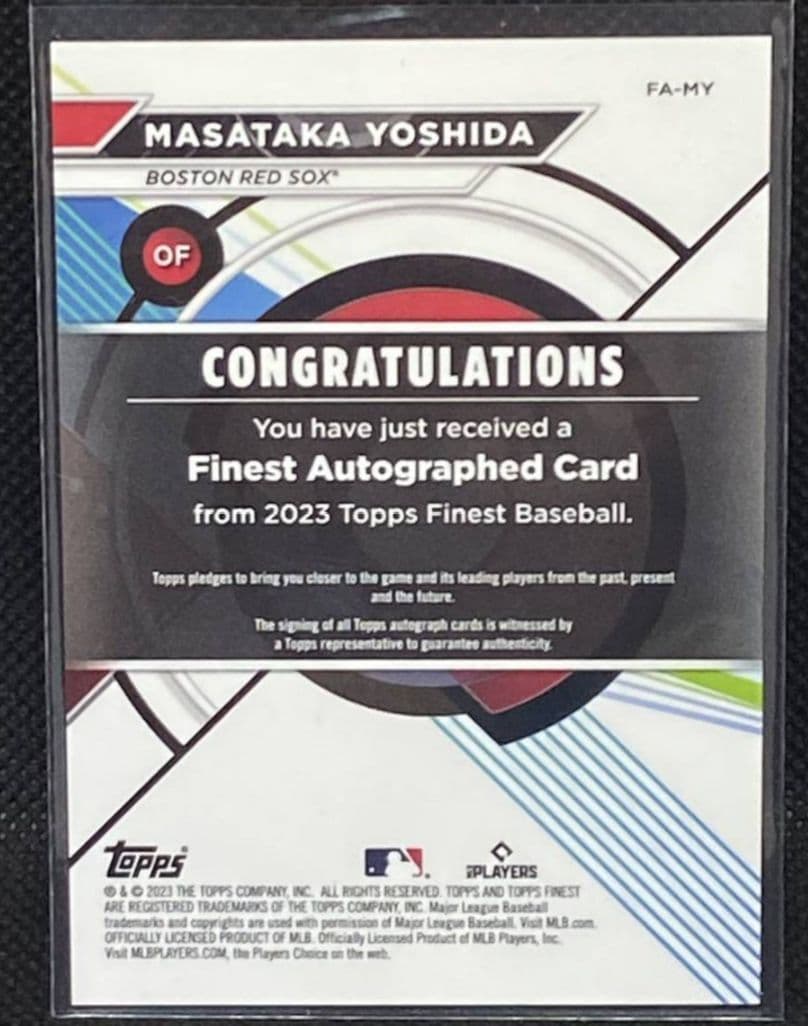 FA-MY
MASATAKA YOSHIDA
BOSTON RED SOX®
OF
CONGRATULATIONS
You have just received a
Finest Autographed Card
from 2023 Topps Finest Baseball.
Topps pledges to bring you closer to the game and its leading players from the past, present
and the future.
The signing of all Topps autograph cards is witnessed by
a Topps representative to guarantee authenticity.
TOPPS
PLAYERS
® & © 2023 THE TOPPS COMPANY, INC. ALL RIGHTS RESERVED. TOPPS AND TOPPS FINEST
ARE REGISTERED TRADEMARKS OF THE TOPPS COMPANY, INC. Major League Baseball
trademarks and copyrights are used with permission of Major League Baseball. Visit MLB.com.
OFFICIALLY LICENSED PRODUCT OF MLB. Officially Licensed Product of MLB Players, Inc.
Visit MLBPLAYERS.COM, the Players Choice on the web.